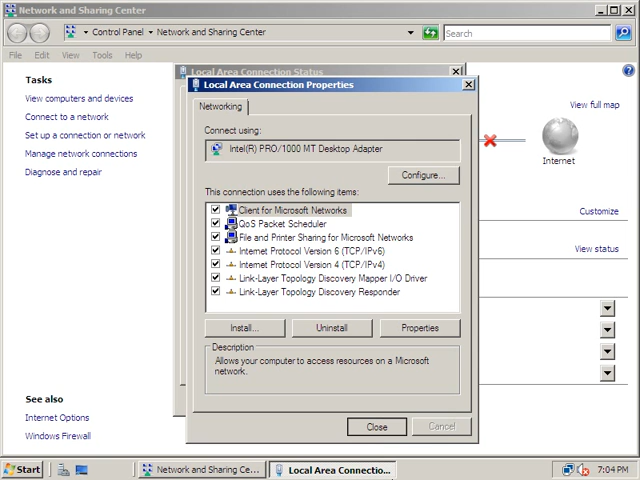 Network and Sharing Center
Control Panel
Network and Sharing Center
Search
File Edit View Tools Help
Tasks
View computers and devices
Connect to a network
Set up a connection or network
Manage network connections
Diagnose and repair
See also
Internet Options
Windows Firewall
View full map
Internet
Customize
View status
Local Area Connection Status
Local Area Connection Properties
Networking
Connect using:
Intel(R) PRO/1000 MT Desktop Adapter
Configure...
This connection uses the following items:
Client for Microsoft Networks
QoS Packet Scheduler
File and Printer Sharing for Microsoft Networks
Internet Protocol Version 6 (TCP/IPv6)
Internet Protocol Version 4 (TCP/IPv4)
Link-Layer Topology Discovery Mapper I/O Driver
Link-Layer Topology Discovery Responder
Install... Uninstall Properties
Description
Allows your computer to access resources on a Microsoft
network.
Close Cancel
Start Network and Sharing Ce... Local Area Connectio... 7:04 PM